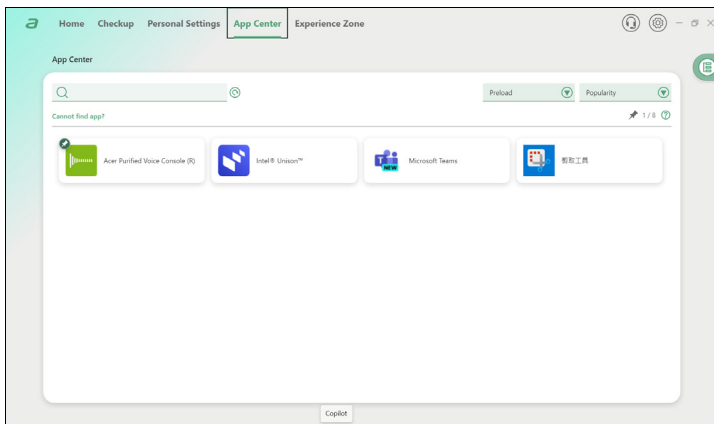 Home Checkup Personal Settings App Center Experience Zone
App Center
Preload Popularity
Cannot find app? 1 / 8
Acer Purified Voice Console (R) Intel® Unison™ Microsoft Teams 剪取工具
NEW
Copilot